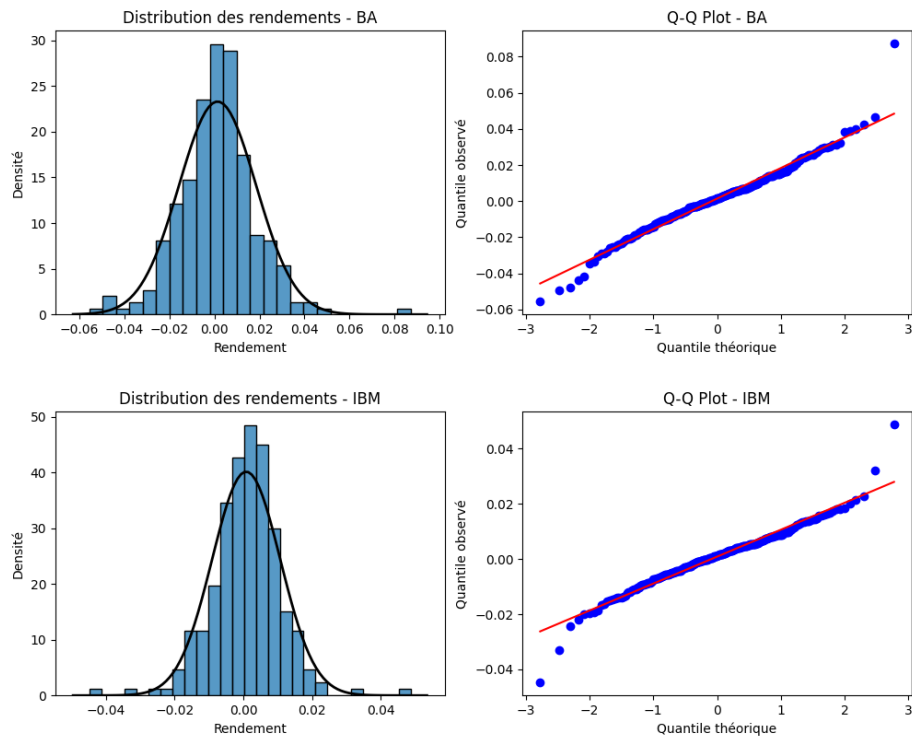 Distribution des rendements - BA
Densité
30
25
20
15
10
5
0
−0.06 −0.04 −0.02 0.00 0.02 0.04 0.06 0.08 0.10
Rendement
Q-Q Plot - BA
Quantile observé
0.08
0.06
0.04
0.02
0.00
−0.02
−0.04
−0.06
−3 −2 −1 0 1 2 3
Quantile théorique
Distribution des rendements - IBM
Densité
50
40
30
20
10
0
−0.04 −0.02 0.00 0.02 0.04
Rendement
Q-Q Plot - IBM
Quantile observé
0.04
0.02
0.00
−0.02
−0.04
−3 −2 −1 0 1 2 3
Quantile théorique